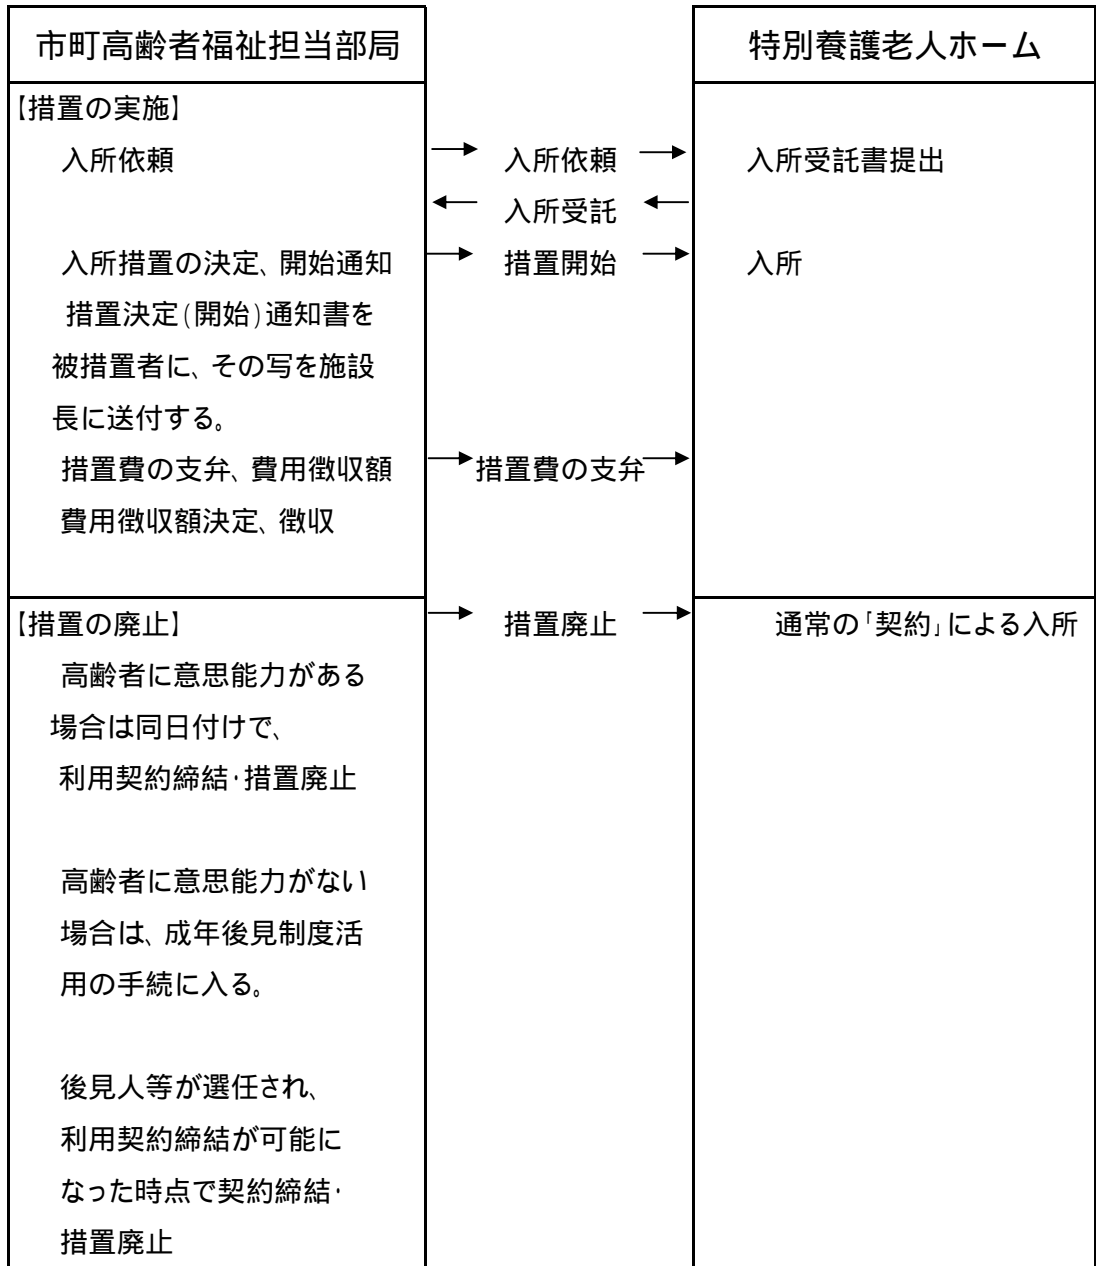 市町高齢者福祉担当部局
特別養護老人ホーム
【措置の実施】
入所依頼 入所依頼 入所受託書提出
入所受託
入所措置の決定、開始通知 措置開始 入所
措置決定(開始)通知書を
被措置者に、その写を施設
長に送付する。
措置費の支弁、費用徴収額 措置費の支弁
費用徴収額決定、徴収
【措置の廃止】 措置廃止 通常の「契約」による入所
高齢者に意思能力がある
場合は同日付けで、
利用契約締結・措置廃止
高齢者に意思能力がない
場合は、成年後見制度活
用の手続に入る。
後見人等が選任され、
利用契約締結が可能に
なった時点で契約締結・
措置廃止